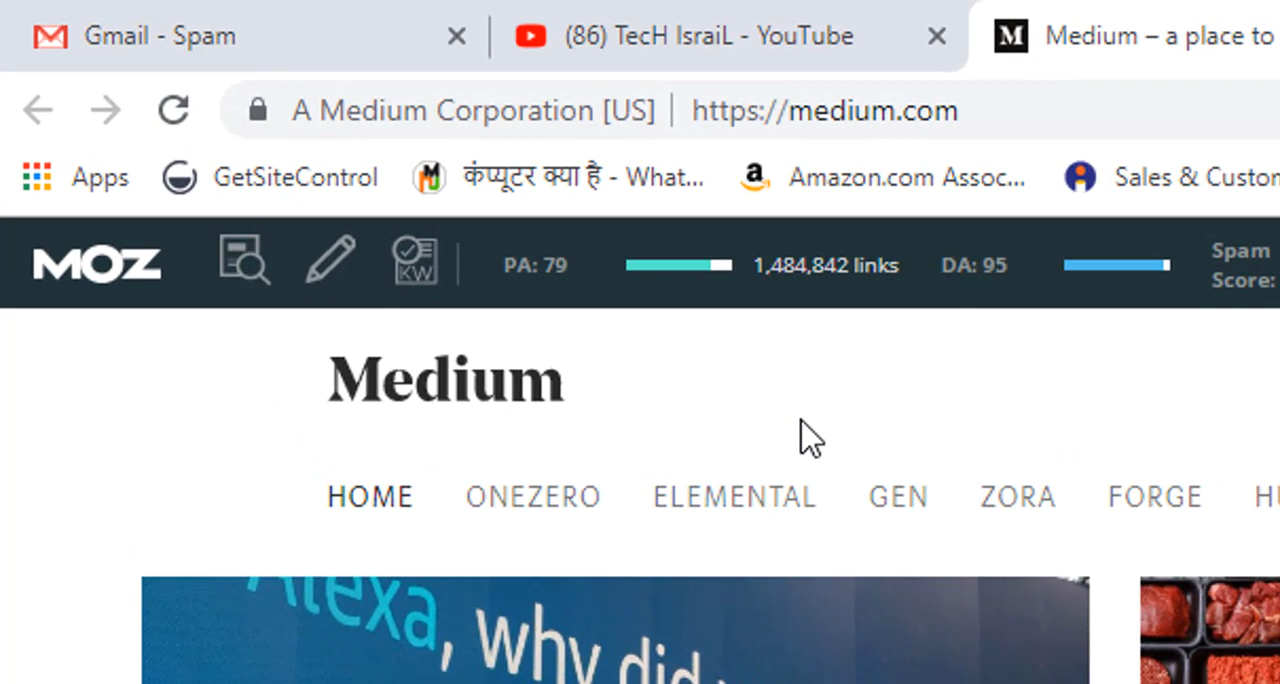 Gmail - Spam
(86) TecH IsraiL - YouTube
M
Medium – a place to
A Medium Corporation [US]
https://medium.com
Apps
GetSiteControl
कंप्यूटर क्या है - What...
a
Amazon.com Assoc...
Sales & Custon
MOZ
KW
PA: 79
1,484,842 links
DA: 95
Spam
Score:
Medium
HOME ONEZERO ELEMENTAL GEN ZORA FORGE HU
Alexa, why did